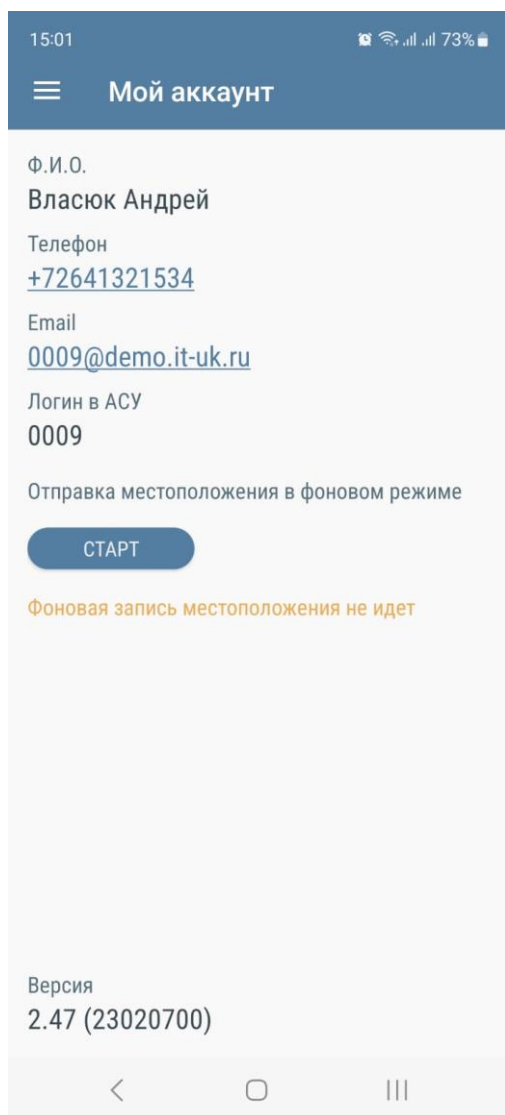 15:01 73%
Мой аккаунт
Ф.И.О.
Власюк Андрей
Телефон
+72641321534
Email
0009@demo.it-uk.ru
Логин в АСУ
0009
Отправка местоположения в фоновом режиме
СТАРТ
Фоновая запись местоположения не идет
Версия
2.47 (23020700)